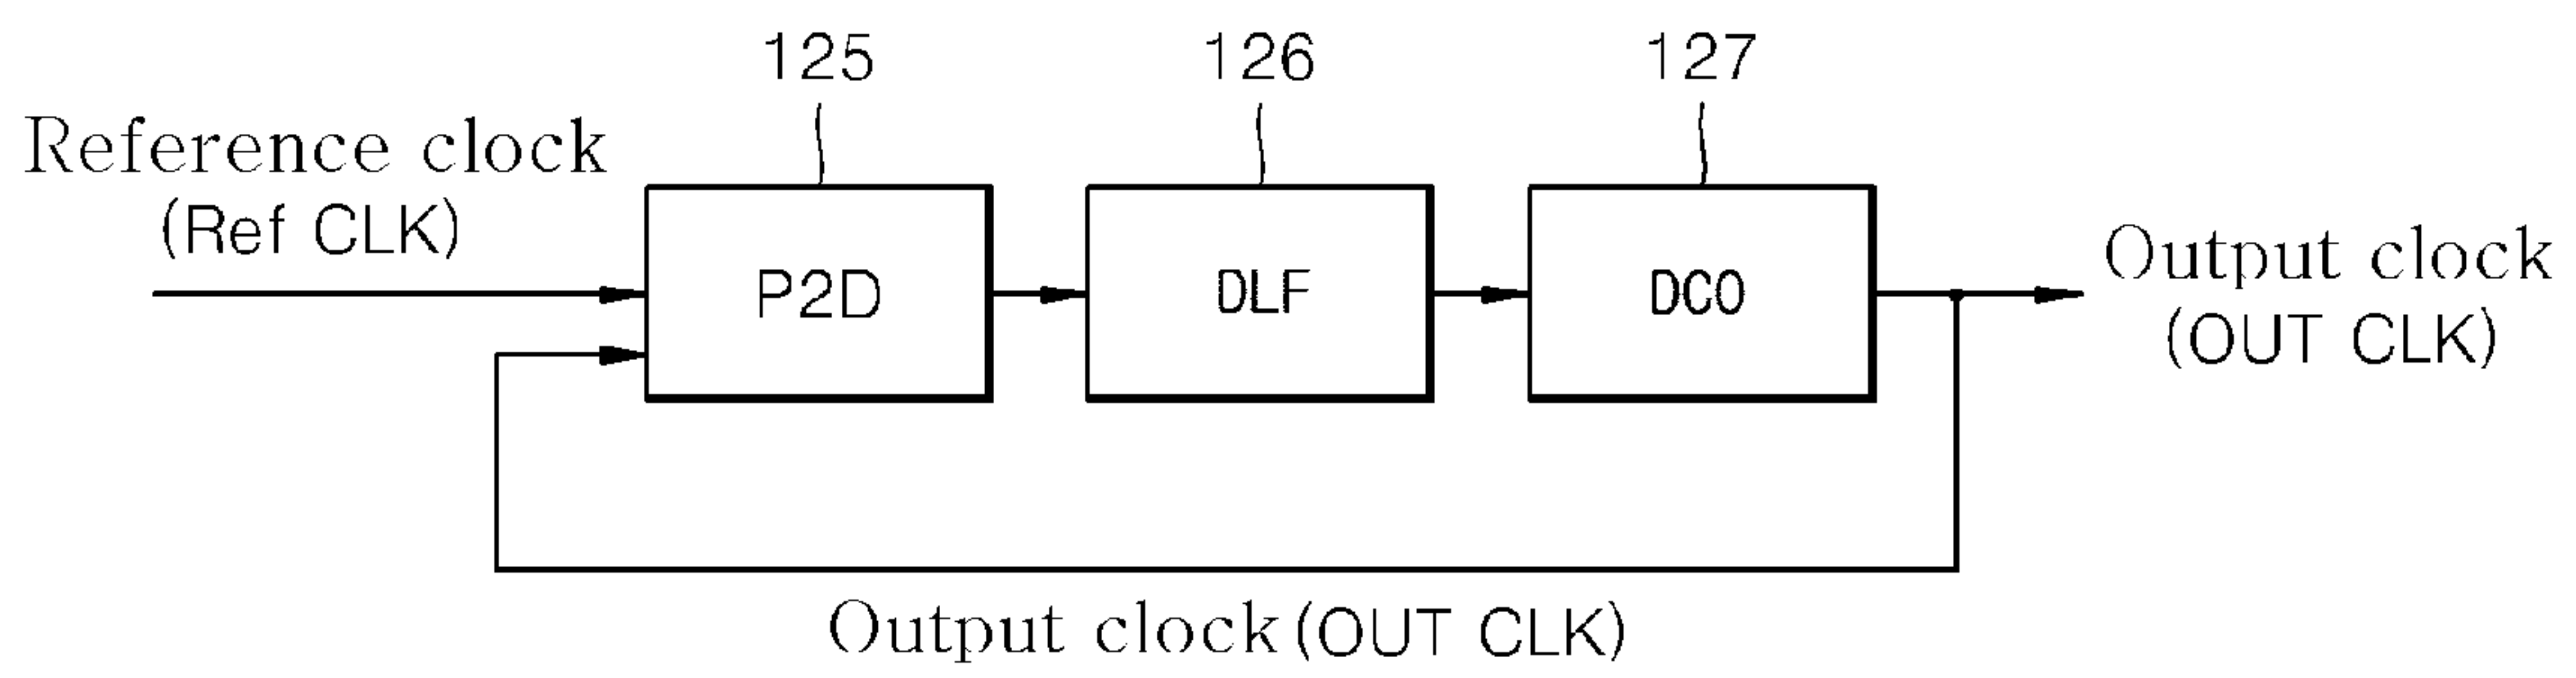 125
126
127
Reference clock
(Ref CLK)
P2D
DLF
DCO
Output clock
(OUT CLK)
Output clock(OUT CLK)